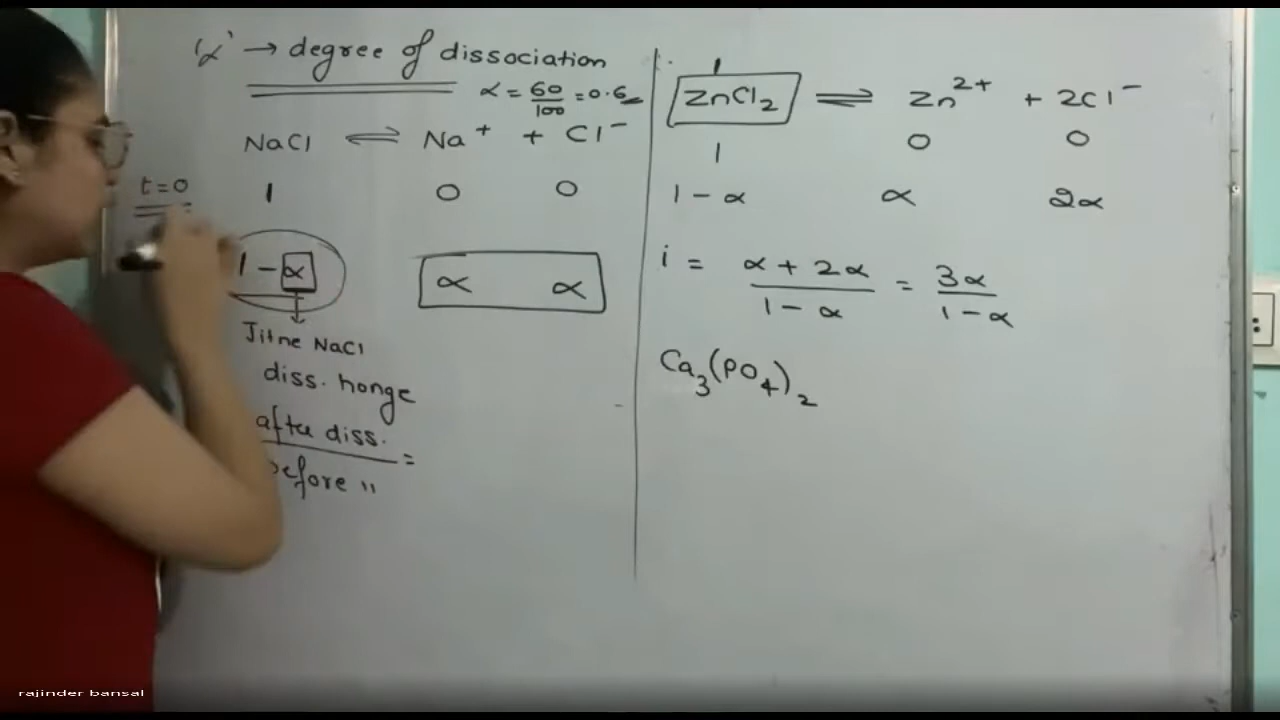 'α' → degree of dissociation
α = 60/100 = 0.6
NaCl ⇌ Na⁺ + Cl⁻
t=0 1 0 0
1 - α α α
Jitne NaCl
diss. honge
after diss. =
before "
1
ZnCl₂ ⇌ Zn²⁺ + 2Cl⁻
1 0 0
1 - α α 2α
i = α + 2α / 1 - α = 3α / 1 - α
Ca₃(PO₄)₂
rajinder bansal